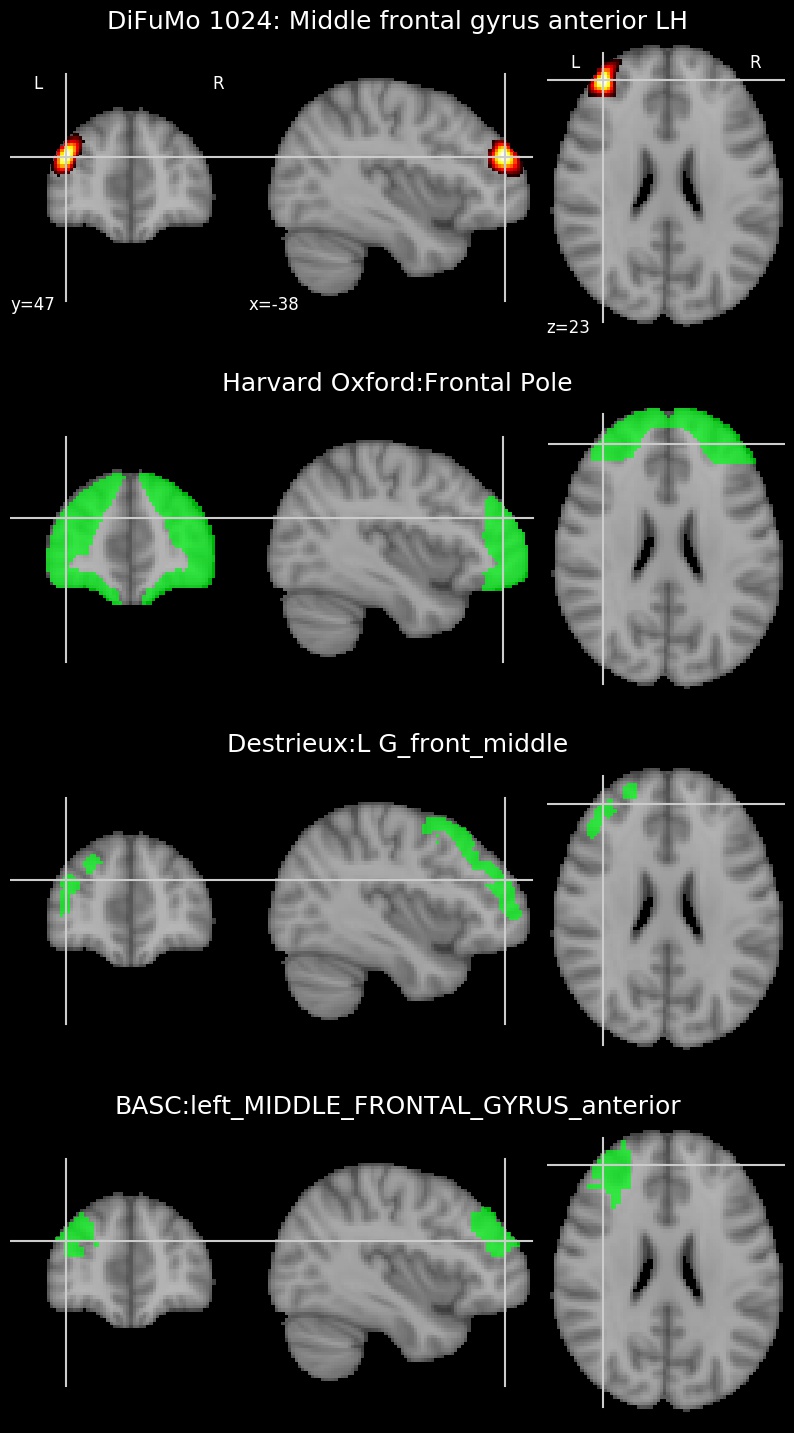 DiFuMo 1024: Middle frontal gyrus anterior LH
L R
L R
y=47 x=-38 z=23
Harvard Oxford:Frontal Pole
Destrieux:L G_front_middle
BASC:left_MIDDLE_FRONTAL_GYRUS_anterior